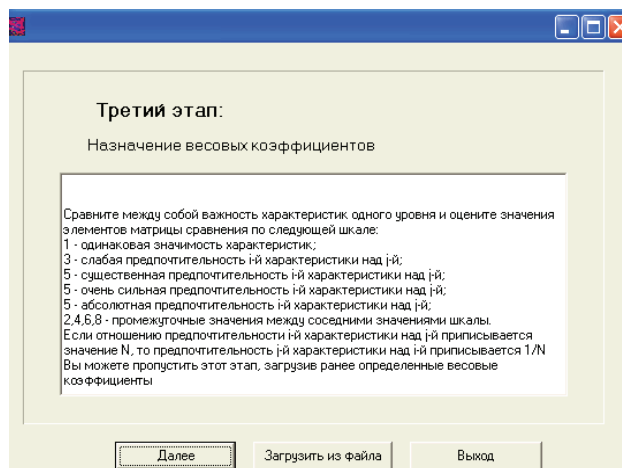 Третий этап:
Назначение весовых коэффициентов
Сравните между собой важность характеристик одного уровня и оцените значения
элементов матрицы сравнения по следующей шкале:
1 - одинаковая значимость характеристик;
3 - слабая предпочтительность i-й характеристики над j-й;
5 - существенная предпочтительность i-й характеристики над j-й;
5 - очень сильная предпочтительность i-й характеристики над j-й;
5 - абсолютная предпочтительность i-й характеристики над j-й;
2,4,6,8 - промежуточные значения между соседними значениями шкалы.
Если отношению предпочтительности i-й характеристики над j-й приписывается
значение N, то предпочтительность j-й характеристики над i-й приписывается 1/N
Вы можете пропустить этот этап, загрузив ранее определенные весовые
коэффициенты
Далее Загрузить из файла Выход